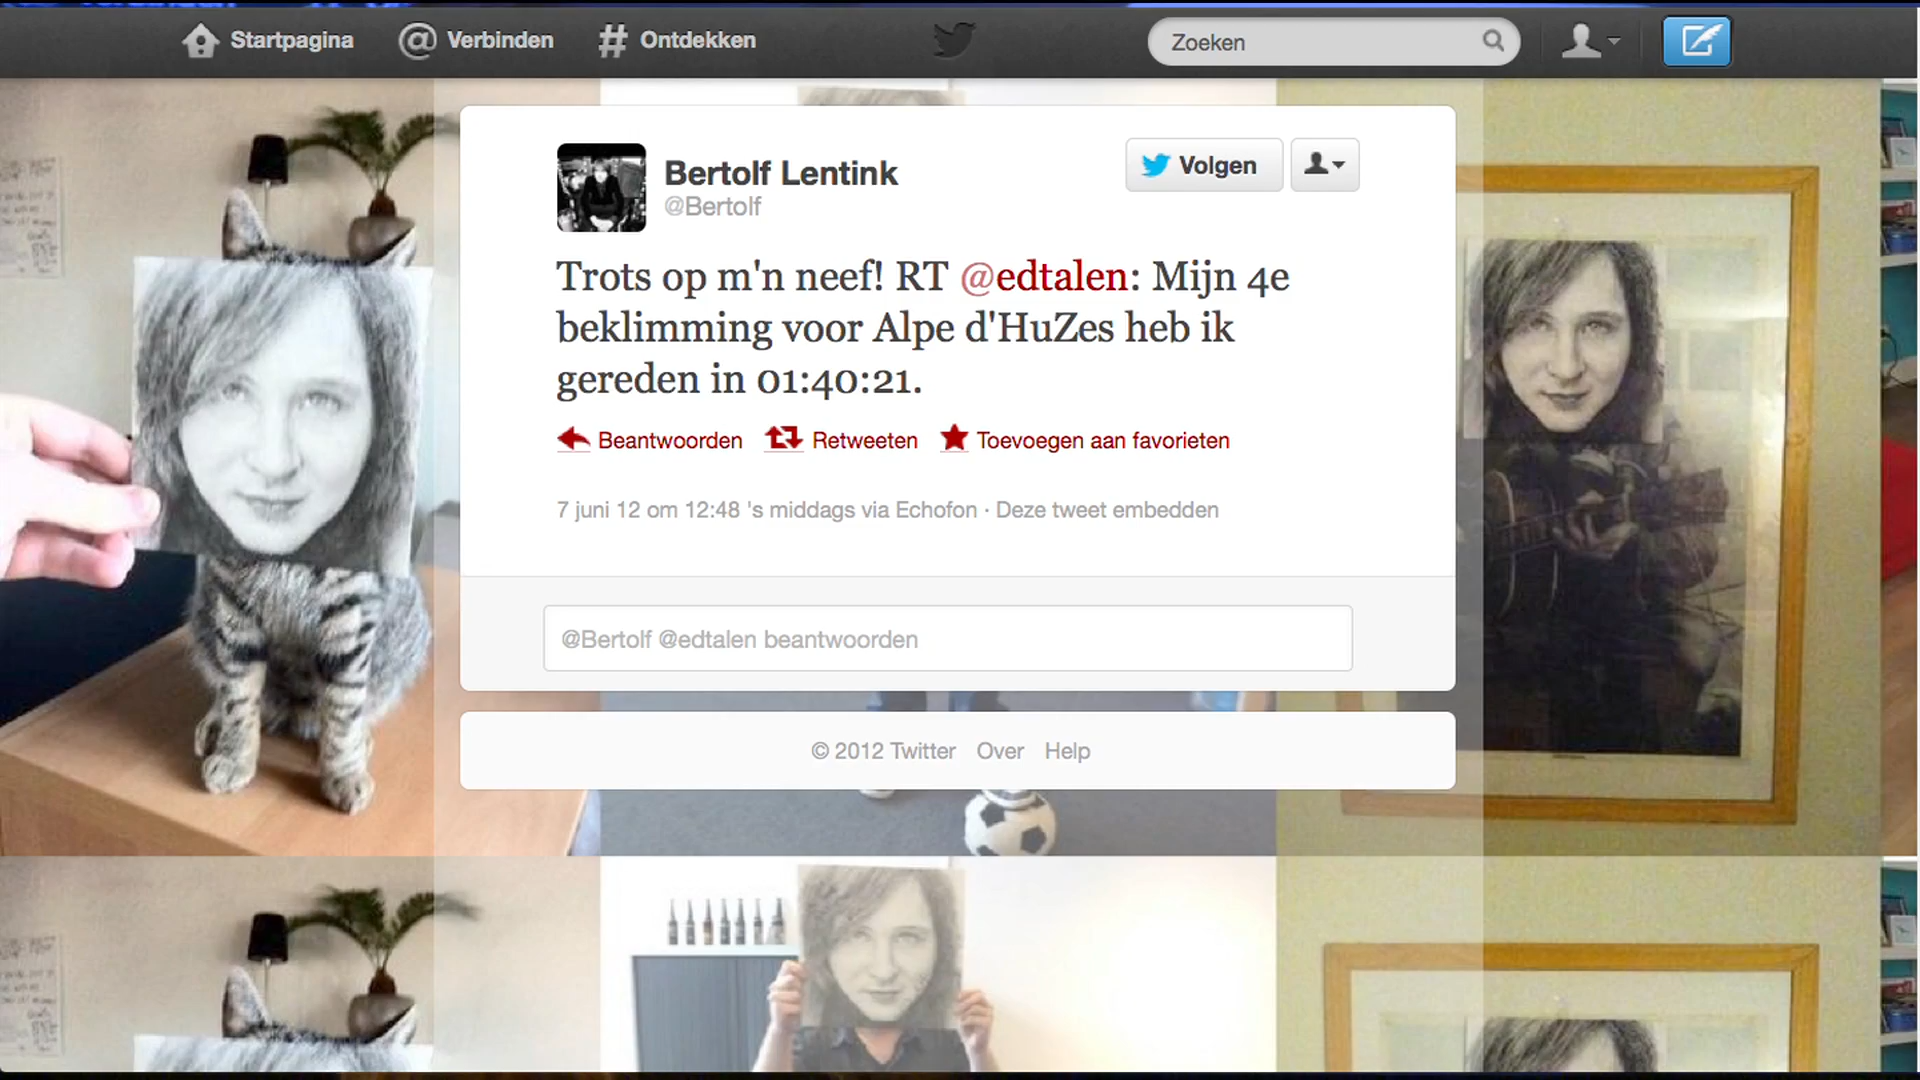 Startpagina Verbinden Ontdekken Zoeken
Bertolf Lentink
@Bertolf
Volgen
Trots op m'n neef! RT @edtalen: Mijn 4e
beklimming voor Alpe d'HuZes heb ik
gereden in 01:40:21.
Beantwoorden Retweeten Toevoegen aan favorieten
7 juni 12 om 12:48 's middags via Echofon · Deze tweet embedden
@Bertolf @edtalen beantwoorden
© 2012 Twitter Over Help